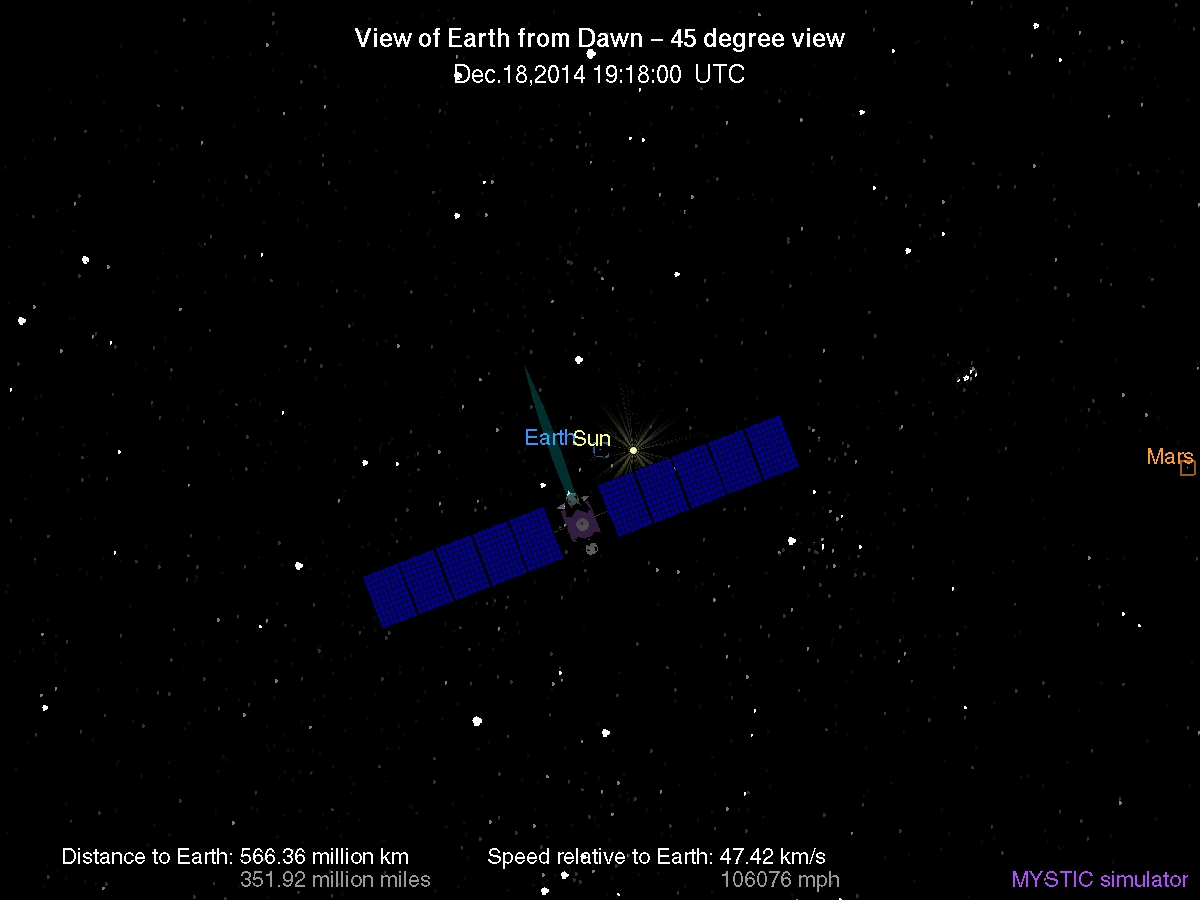 View of Earth from Dawn – 45 degree view
Dec.18,2014 19:18:00 UTC
Earth Sun
Mars
Distance to Earth: 566.36 million km
351.92 million miles
Speed relative to Earth: 47.42 km/s
106076 mph
MYSTIC simulator